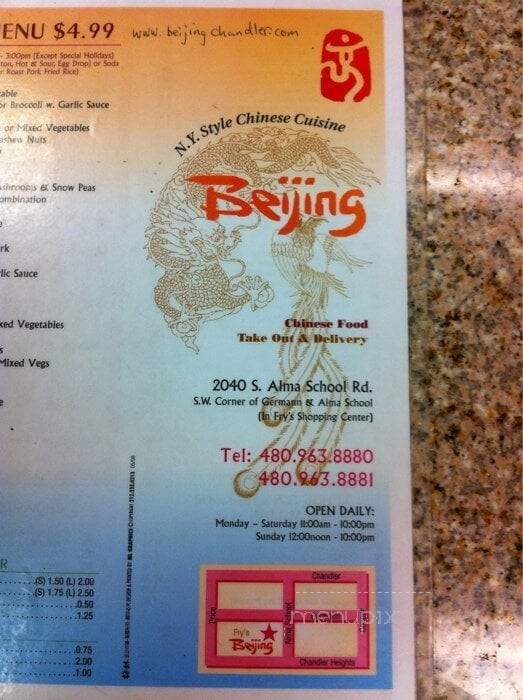 ENU $4.99
www.beijingchandler.com
- 3:00pm (Except Special Holidays)
ton, Hot & Sour, Egg Drop) or Soda
r Roast Pork Fried Rice)
table
or Broccoli w. Garlic Sauce
or Mixed Vegetables
ashew Nuts
shrooms & Snow Peas
ombination
rk
lic Sauce
xed Vegetables
s
Mixed Vegs
e
N.Y. Style Chinese Cuisine
Beijing
Chinese Food
Take Out & Delivery
2040 S. Alma School Rd.
S.W. Corner of Germann & Alma School
(In Fry's Shopping Center)
Tel: 480.963.8880
480.963.8881
OPEN DAILY:
Monday - Saturday 11:00am - 10:00pm
Sunday 12:00noon - 10:00pm
R
(S) 1.50 (L) 2.00
(S) 1.75 (L) 2.50
0.50
1.25
0.75
2.00
1.00
Chandler
Price
Alma School
Fry's
Beijing
Chandler Heights
menupix